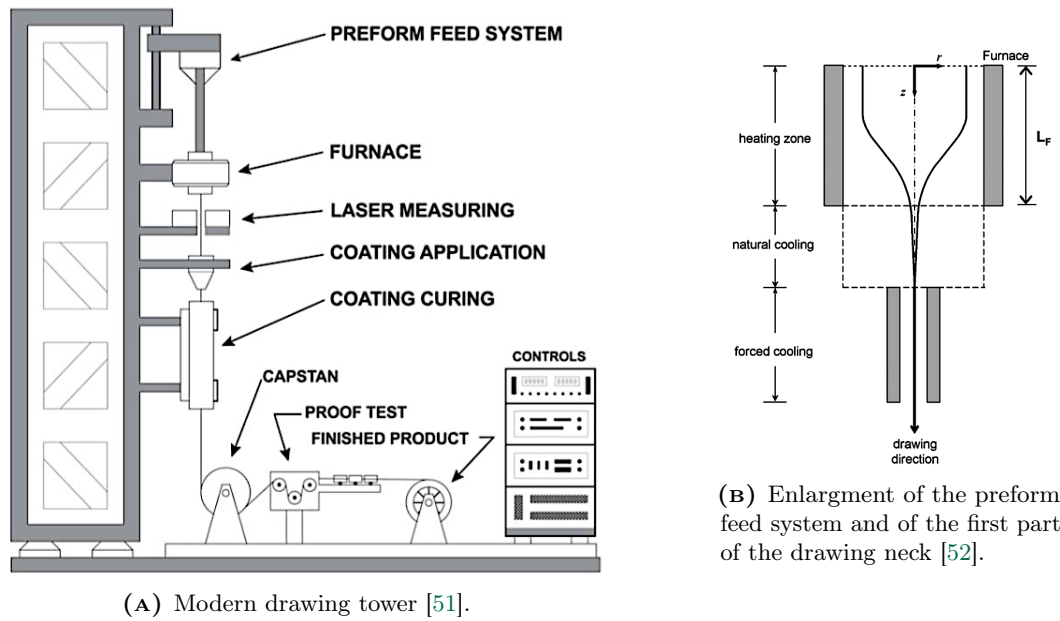 PREFORM FEED SYSTEM
FURNACE
LASER MEASURING
COATING APPLICATION
COATING CURING
CAPSTAN
PROOF TEST
FINISHED PRODUCT
CONTROLS
(A) Modern drawing tower [51].
Furnace
r
z
heating zone
L_F
natural cooling
forced cooling
drawing
direction
(B) Enlargment of the preform
feed system and of the first part
of the drawing neck [52].